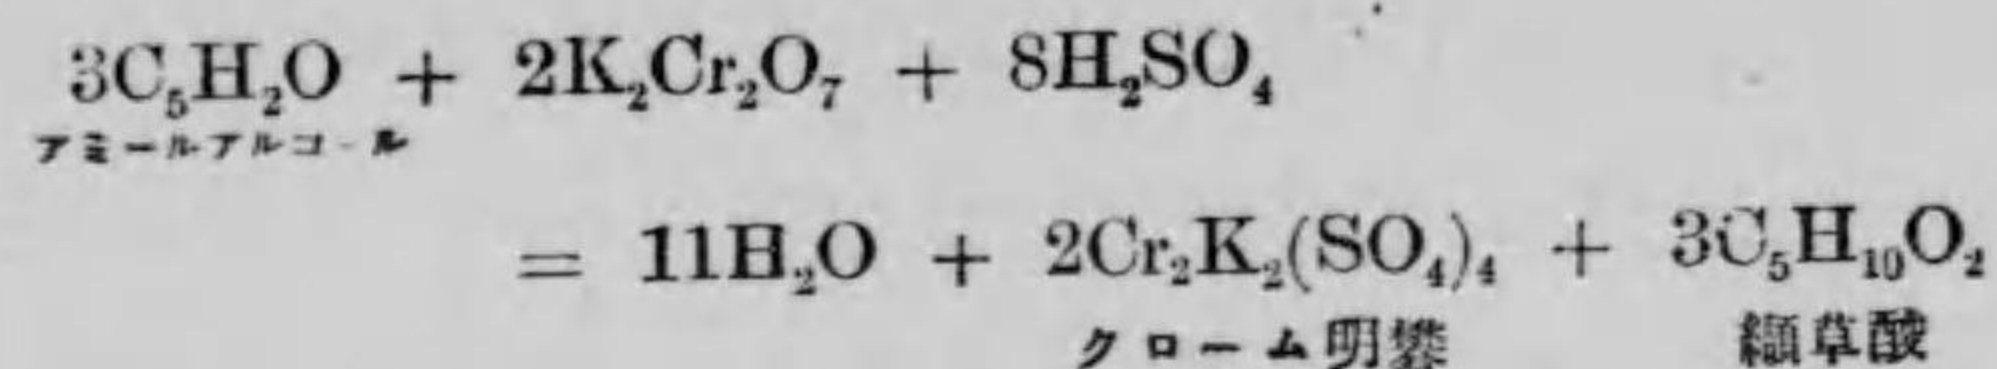 3C₅H₂O + 2K₂Cr₂O₇ + 8H₂SO₄
アミールアルコール
= 11H₂O + 2Cr₂K₂(SO₄)₄ + 3C₅H₁₀O₂
クローム明礬 纈草酸